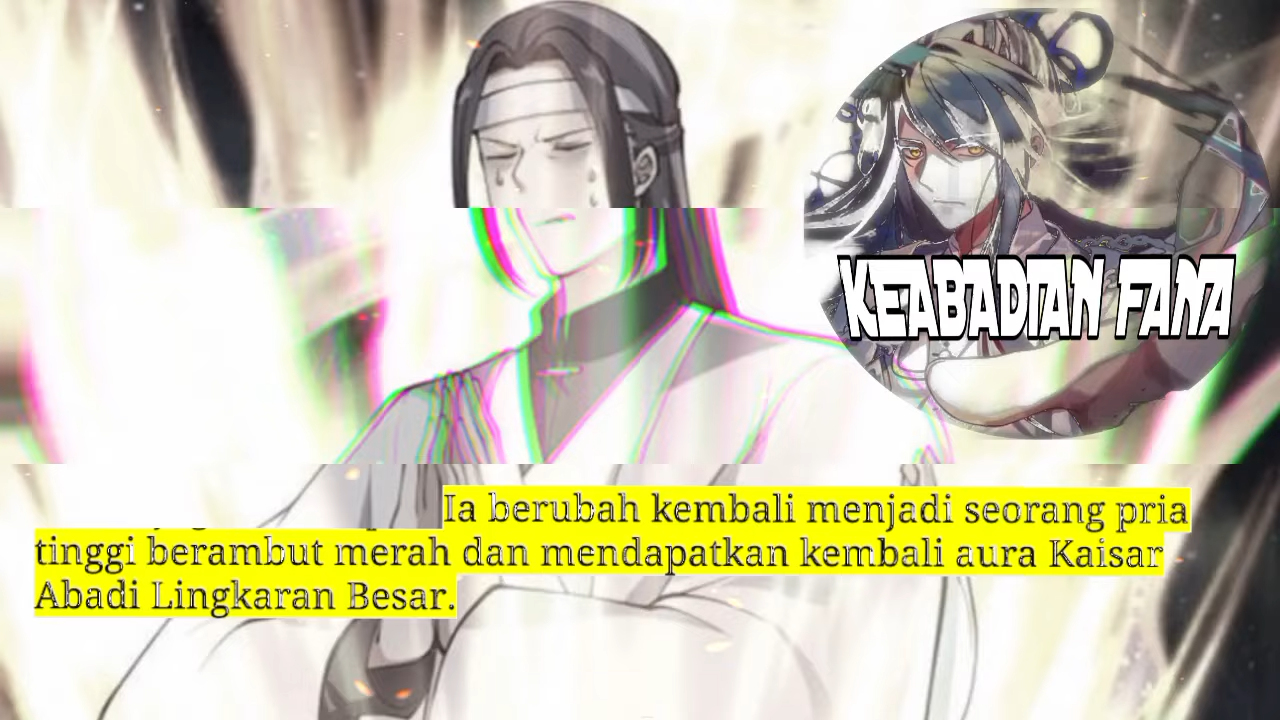 KEABADIAN FANA
Ia berubah kembali menjadi seorang pria
tinggi berambut merah dan mendapatkan kembali aura Kaisar
Abadi Lingkaran Besar.